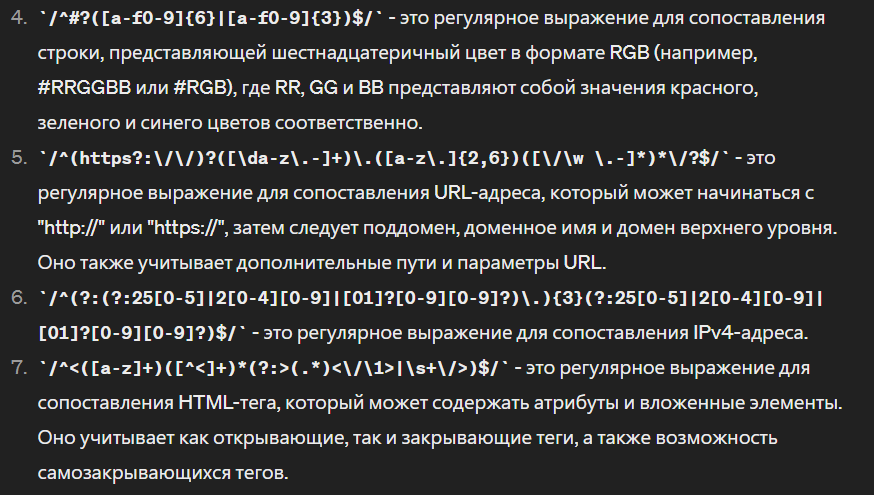 4. `/^#?([a-f0-9]{6}|[a-f0-9]{3})$/` - это регулярное выражение для сопоставления
строки, представляющей шестнадцатеричный цвет в формате RGB (например,
#RRGGBB или #RGB), где RR, GG и BB представляют собой значения красного,
зеленого и синего цветов соответственно.
5. `/^(https?:\/\/)?([\da-z\.-]+)\.([a-z\.]{2,6})([\/\w \.-]*)*\/?$/` - это
регулярное выражение для сопоставления URL-адреса, который может начинаться с
"http://" или "https://", затем следует поддомен, доменное имя и домен верхнего уровня.
Оно также учитывает дополнительные пути и параметры URL.
6. `/^(?:(?:25[0-5]|2[0-4][0-9]|[01]?[0-9][0-9]?)\.){3}(?:25[0-5]|2[0-4][0-9]|
[01]?[0-9][0-9]?)$/` - это регулярное выражение для сопоставления IPv4-адреса.
7. `/^<([a-z]+)([^<]+)*(?:>(.*)<\/\1>|\s+\/>)$/` - это регулярное выражение для
сопоставления HTML-тега, который может содержать атрибуты и вложенные элементы.
Оно учитывает как открывающие, так и закрывающие теги, а также возможность
самозакрывающихся тегов.